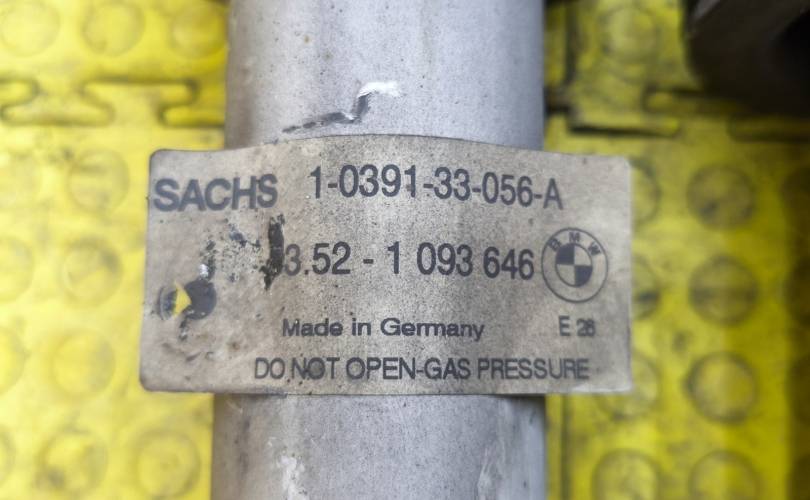 SACHS 1-0391-33-056-A
3.52 - 1 093 646 BMW
Made in Germany E 28
DO NOT OPEN-GAS PRESSURE